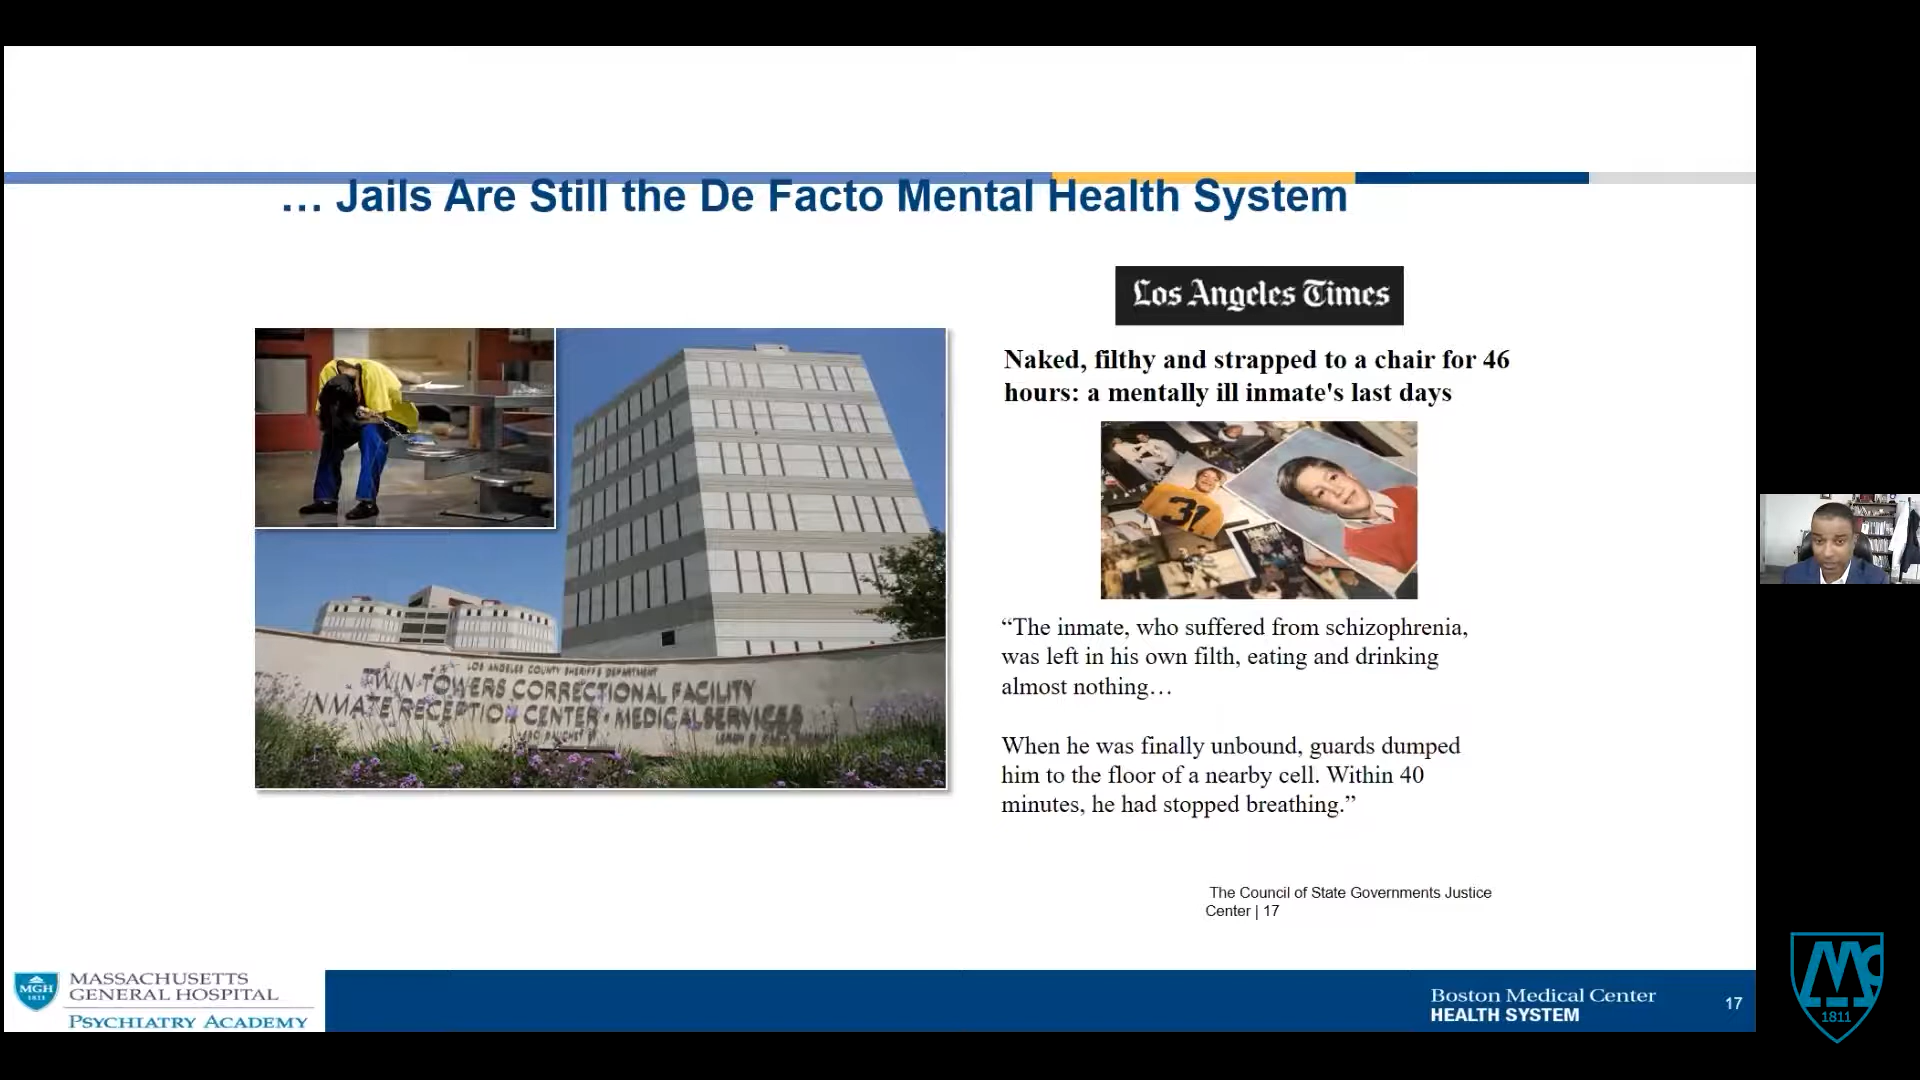 … Jails Are Still the De Facto Mental Health System
Los Angeles Times
Naked, filthy and strapped to a chair for 46
hours: a mentally ill inmate's last days
31
LOS ANGELES COUNTY SHERIFF'S DEPARTMENT
TWIN TOWERS CORRECTIONAL FACILITY
INMATE RECEPTION CENTER • MEDICAL SERVICES
“The inmate, who suffered from schizophrenia,
was left in his own filth, eating and drinking
almost nothing…
When he was finally unbound, guards dumped
him to the floor of a nearby cell. Within 40
minutes, he had stopped breathing.”
The Council of State Governments Justice
Center | 17
MGH
1811
MASSACHUSETTS
GENERAL HOSPITAL
PSYCHIATRY ACADEMY
Boston Medical Center
HEALTH SYSTEM
17
1811